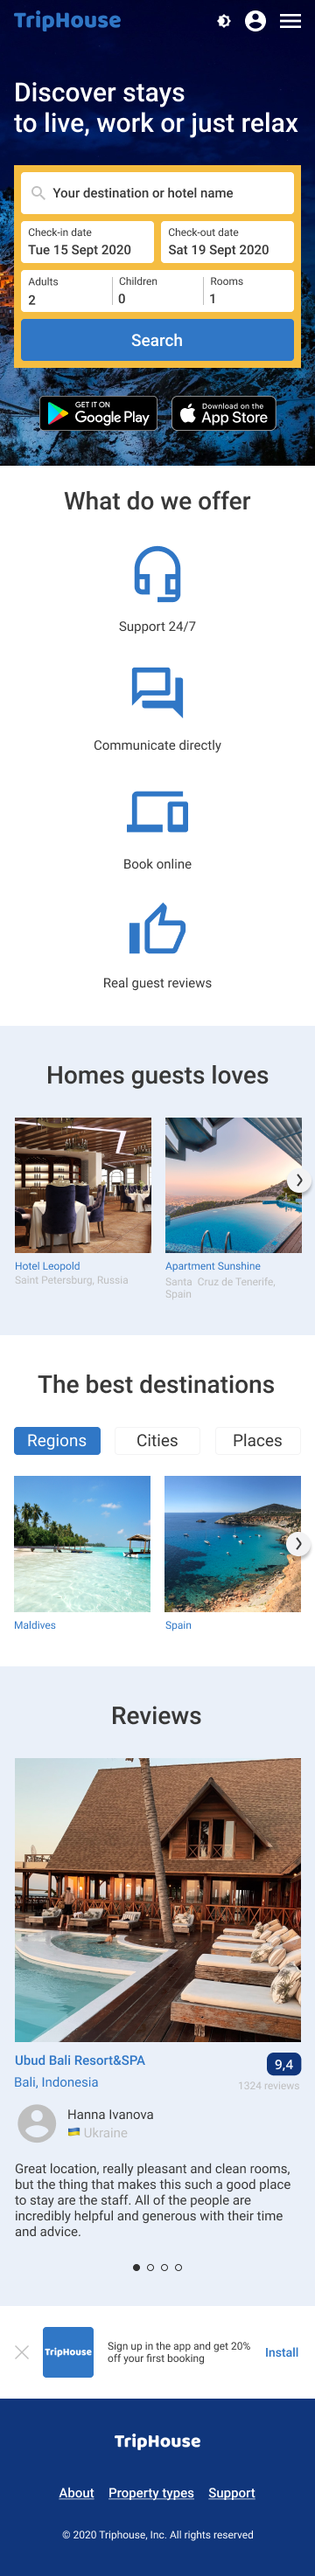 TripHouse
Discover stays
to live, work or just relax
Your destination or hotel name
Check-in date
Tue 15 Sept 2020
Check-out date
Sat 19 Sept 2020
Adults
2
Children
0
Rooms
1
Search
GET IT ON
Google Play
Download on the
App Store
What do we offer
Support 24/7
Communicate directly
Book online
Real guest reviews
Homes guests loves
Hotel Leopold
Saint Petersburg, Russia
Apartment Sunshine
Santa Cruz de Tenerife,
Spain
The best destinations
Regions
Cities
Places
Maldives
Spain
Reviews
Ubud Bali Resort&SPA
9,4
Bali, Indonesia
1324 reviews
Hanna Ivanova
Ukraine
Great location, really pleasant and clean rooms,
but the thing that makes this such a good place
to stay are the staff. All of the people are
incredibly helpful and generous with their time
and advice.
TripHouse
Sign up in the app and get 20%
off your first booking
Install
TripHouse
About Property types Support
© 2020 Triphouse, Inc. All rights reserved